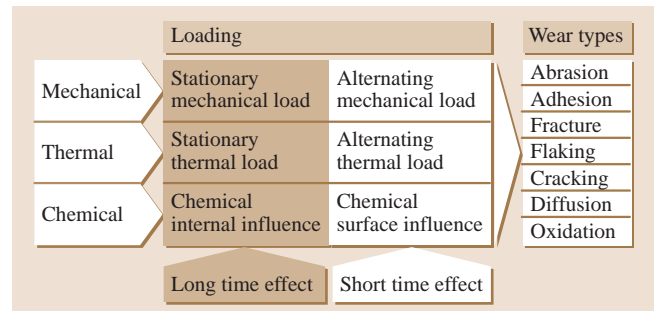 Loading
Wear types
Mechanical
Stationary
mechanical load
Alternating
mechanical load
Thermal
Stationary
thermal load
Alternating
thermal load
Chemical
Chemical
internal influence
Chemical
surface influence
Abrasion
Adhesion
Fracture
Flaking
Cracking
Diffusion
Oxidation
Long time effect
Short time effect